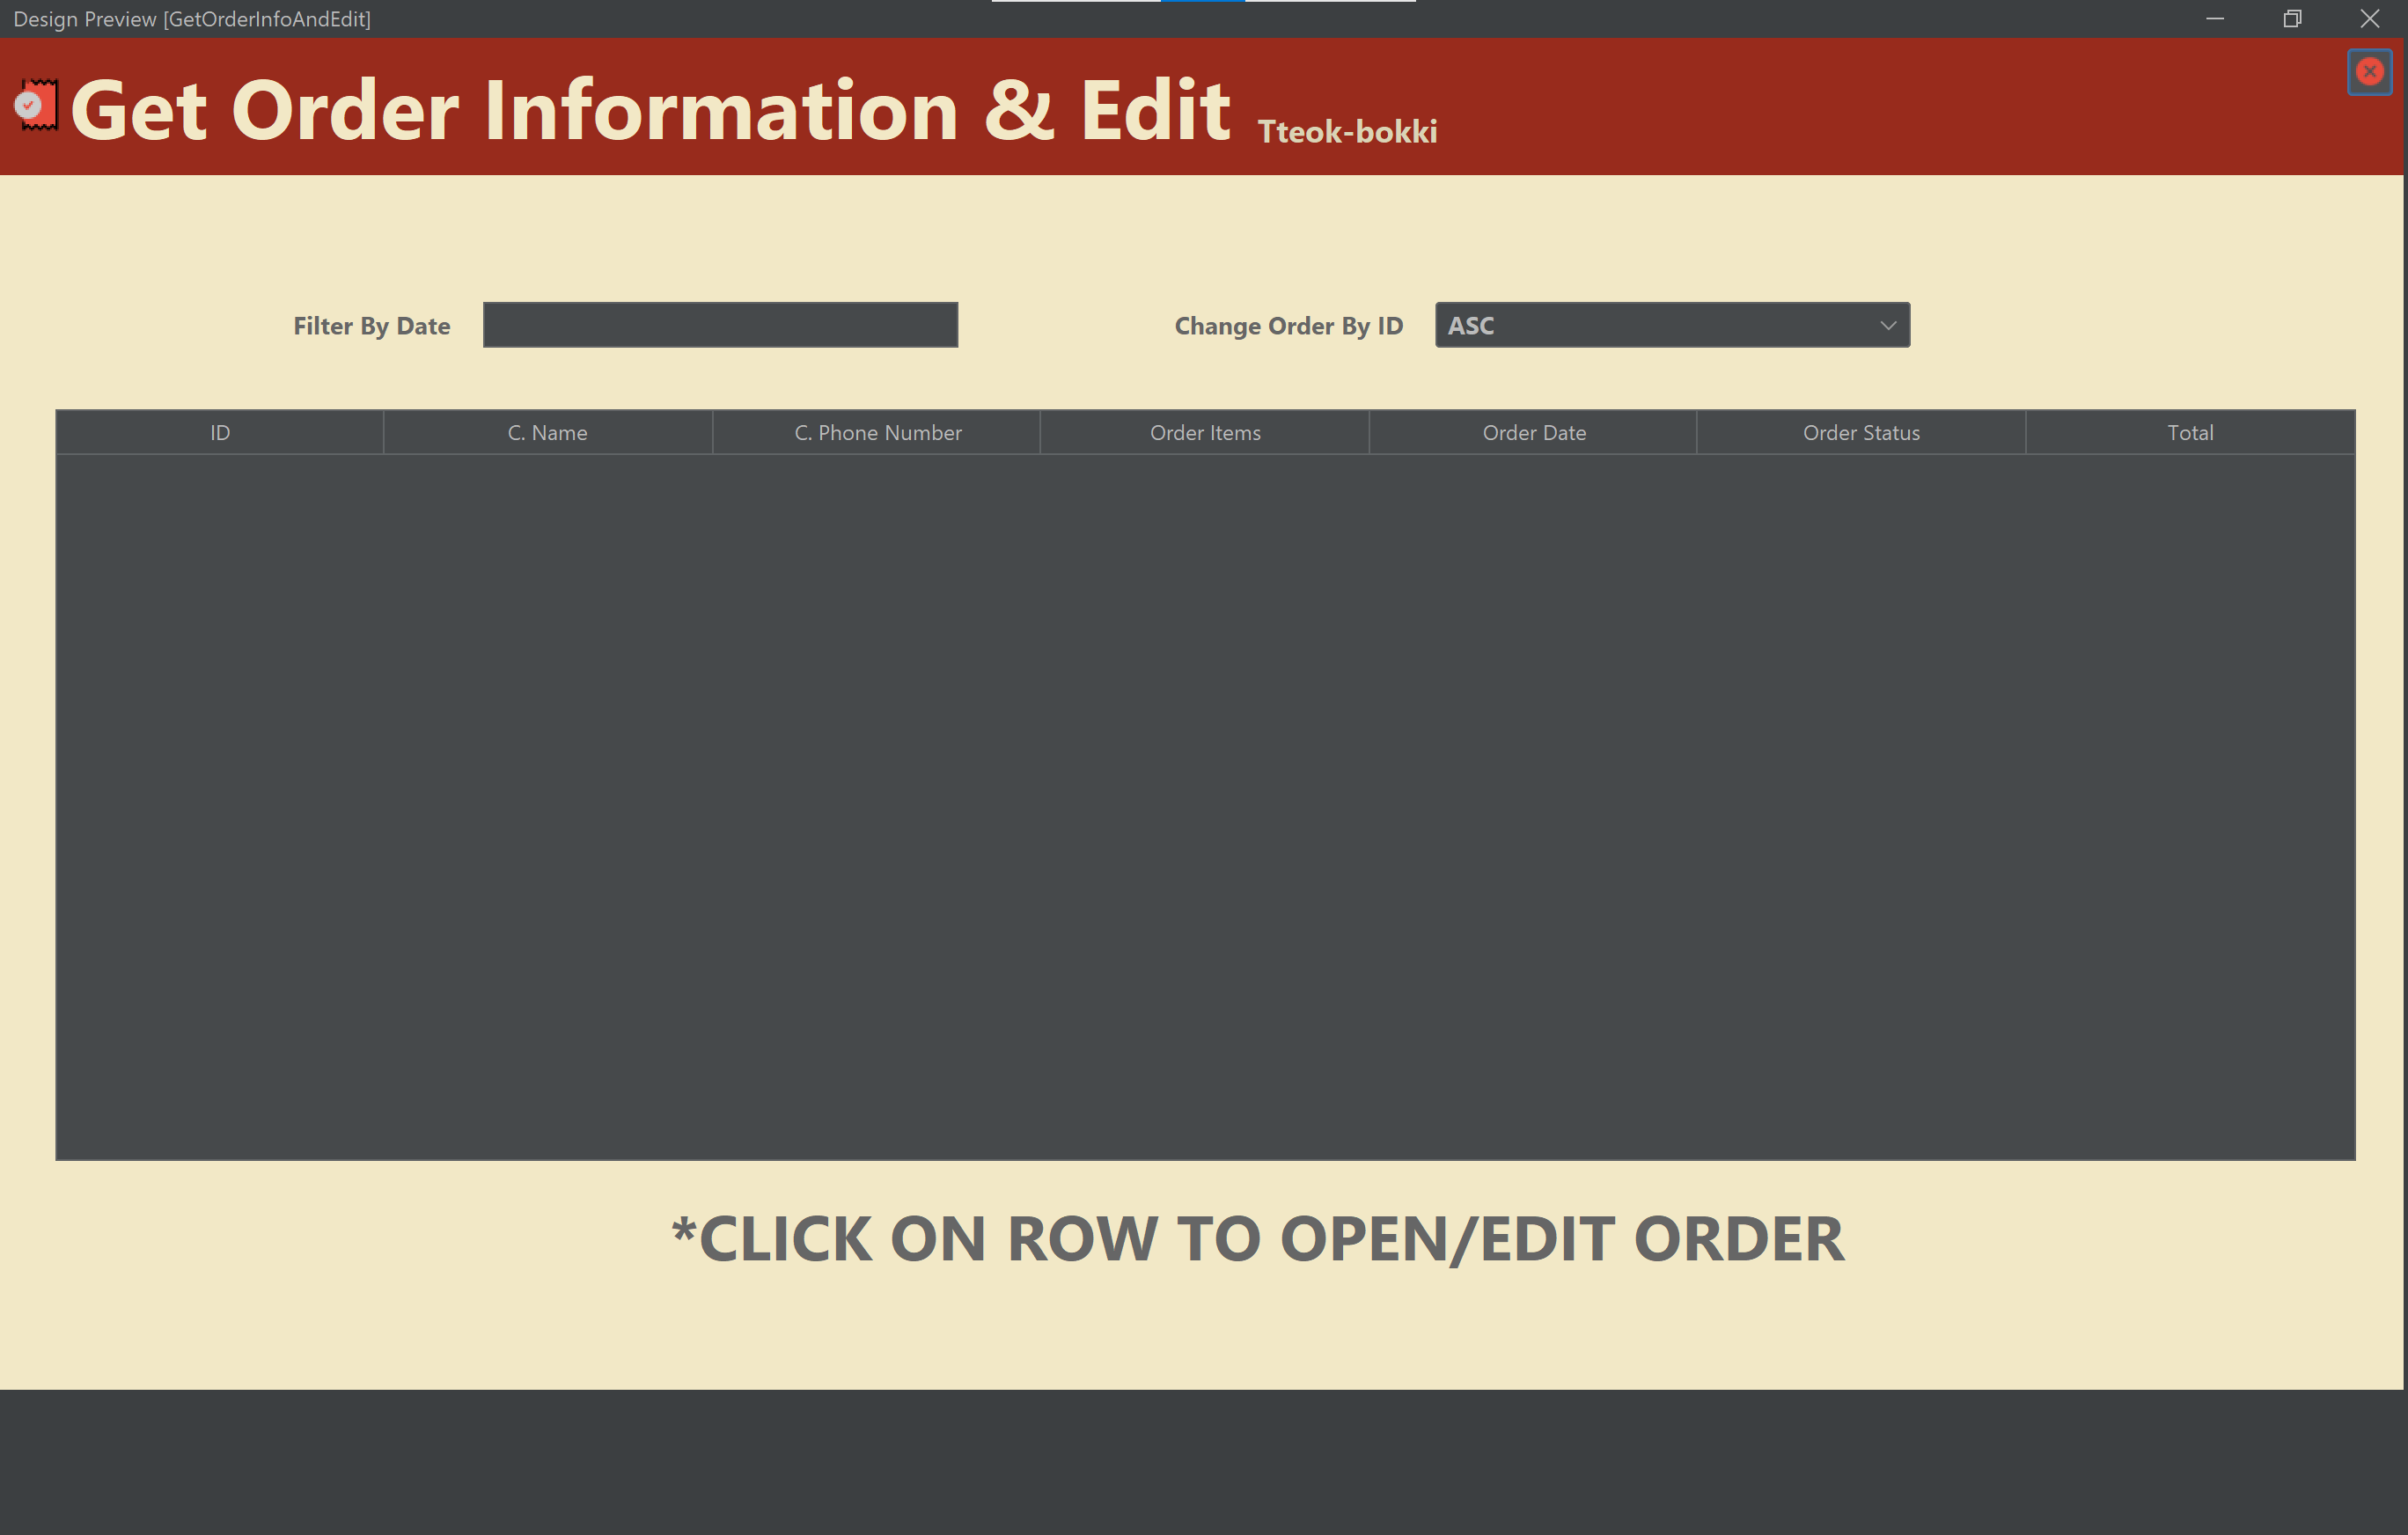 Design Preview [GetOrderInfoAndEdit]
Get Order Information & Edit Tteok-bokki
Filter By Date Change Order By ID ASC
ID C. Name C. Phone Number Order Items Order Date Order Status Total
*CLICK ON ROW TO OPEN/EDIT ORDER